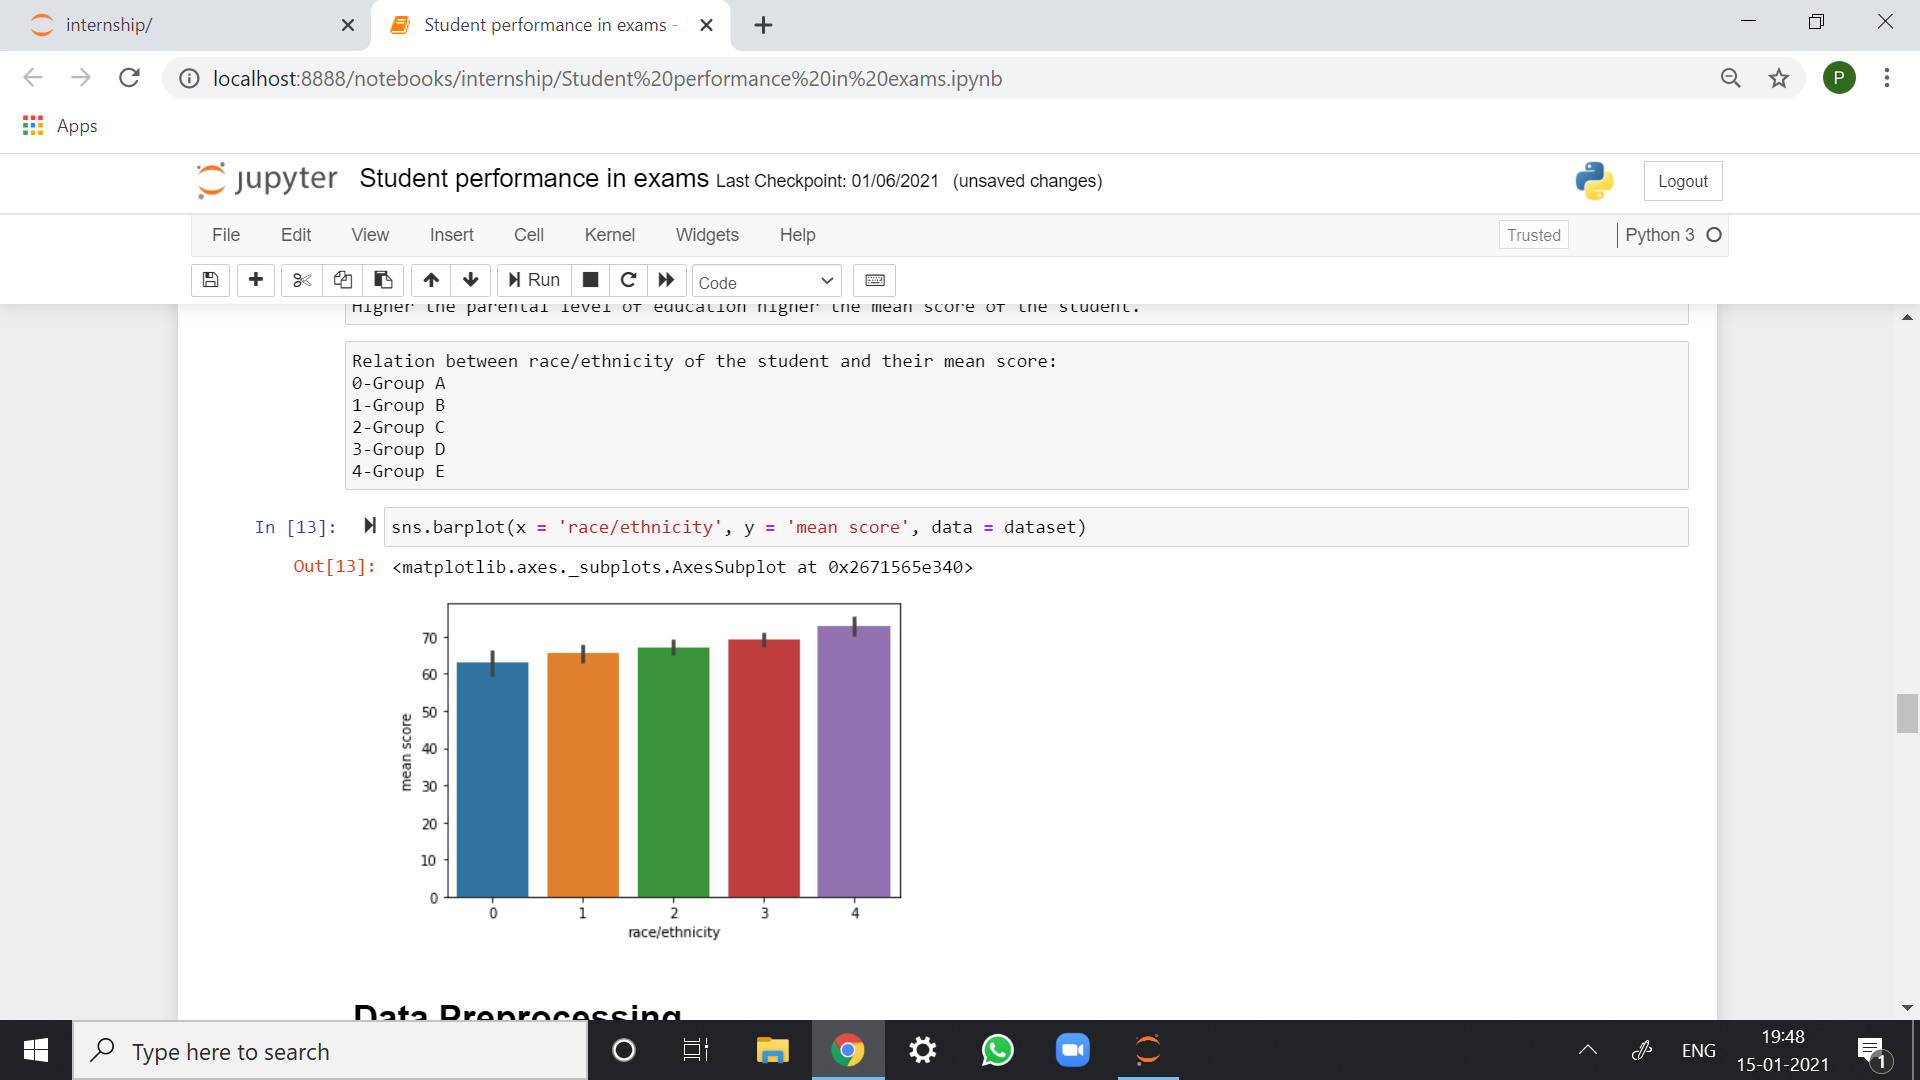 internship/
Student performance in exams -
localhost:8888/notebooks/internship/Student%20performance%20in%20exams.ipynb
P
Apps
jupyter Student performance in exams Last Checkpoint: 01/06/2021 (unsaved changes)
Logout
File Edit View Insert Cell Kernel Widgets Help
Trusted
Python 3
Run
Code
Higher the parental level of education higher the mean score of the student.
Relation between race/ethnicity of the student and their mean score:
0-Group A
1-Group B
2-Group C
3-Group D
4-Group E
In [13]: sns.barplot(x = 'race/ethnicity', y = 'mean score', data = dataset)
Out[13]: <matplotlib.axes._subplots.AxesSubplot at 0x2671565e340>
70
60
50
40
30
20
10
0
mean score
0 1 2 3 4
race/ethnicity
Data Preprocessing
Type here to search
ENG
19:48
15-01-2021
1